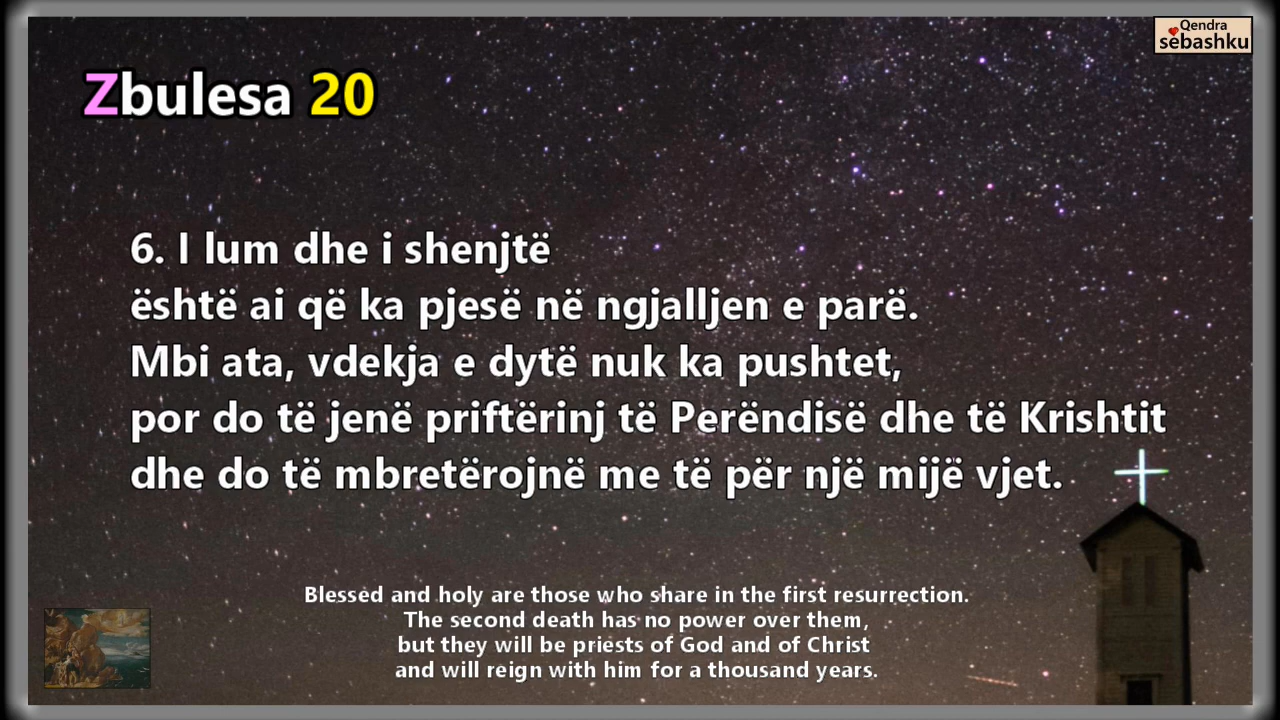 Qendra
sebashku
Zbulesa 20
6. I lum dhe i shenjtë
është ai që ka pjesë në ngjalljen e parë.
Mbi ata, vdekja e dytë nuk ka pushtet,
por do të jenë priftërinj të Perëndisë dhe të Krishtit
dhe do të mbretërojnë me të për një mijë vjet.
Blessed and holy are those who share in the first resurrection.
The second death has no power over them,
but they will be priests of God and of Christ
and will reign with him for a thousand years.